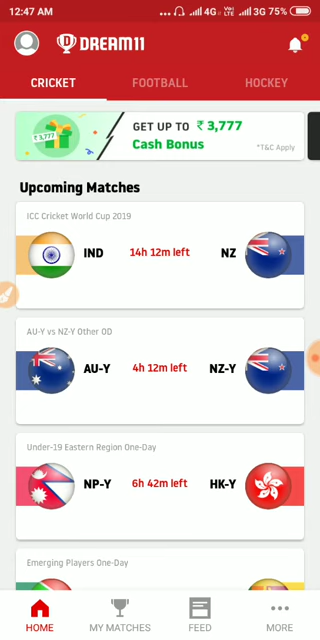 12:47 AM ... 4G VoLTE 3G 75%
DREAM11
CRICKET FOOTBALL HOCKEY
₹ 3,777
GET UP TO ₹ 3,777
Cash Bonus
*T&C Apply
Upcoming Matches
ICC Cricket World Cup 2019
IND 14h 12m left NZ
AU-Y vs NZ-Y Other OD
AU-Y 4h 12m left NZ-Y
Under-19 Eastern Region One-Day
NP-Y 6h 42m left HK-Y
Emerging Players One-Day
HOME MY MATCHES FEED MORE